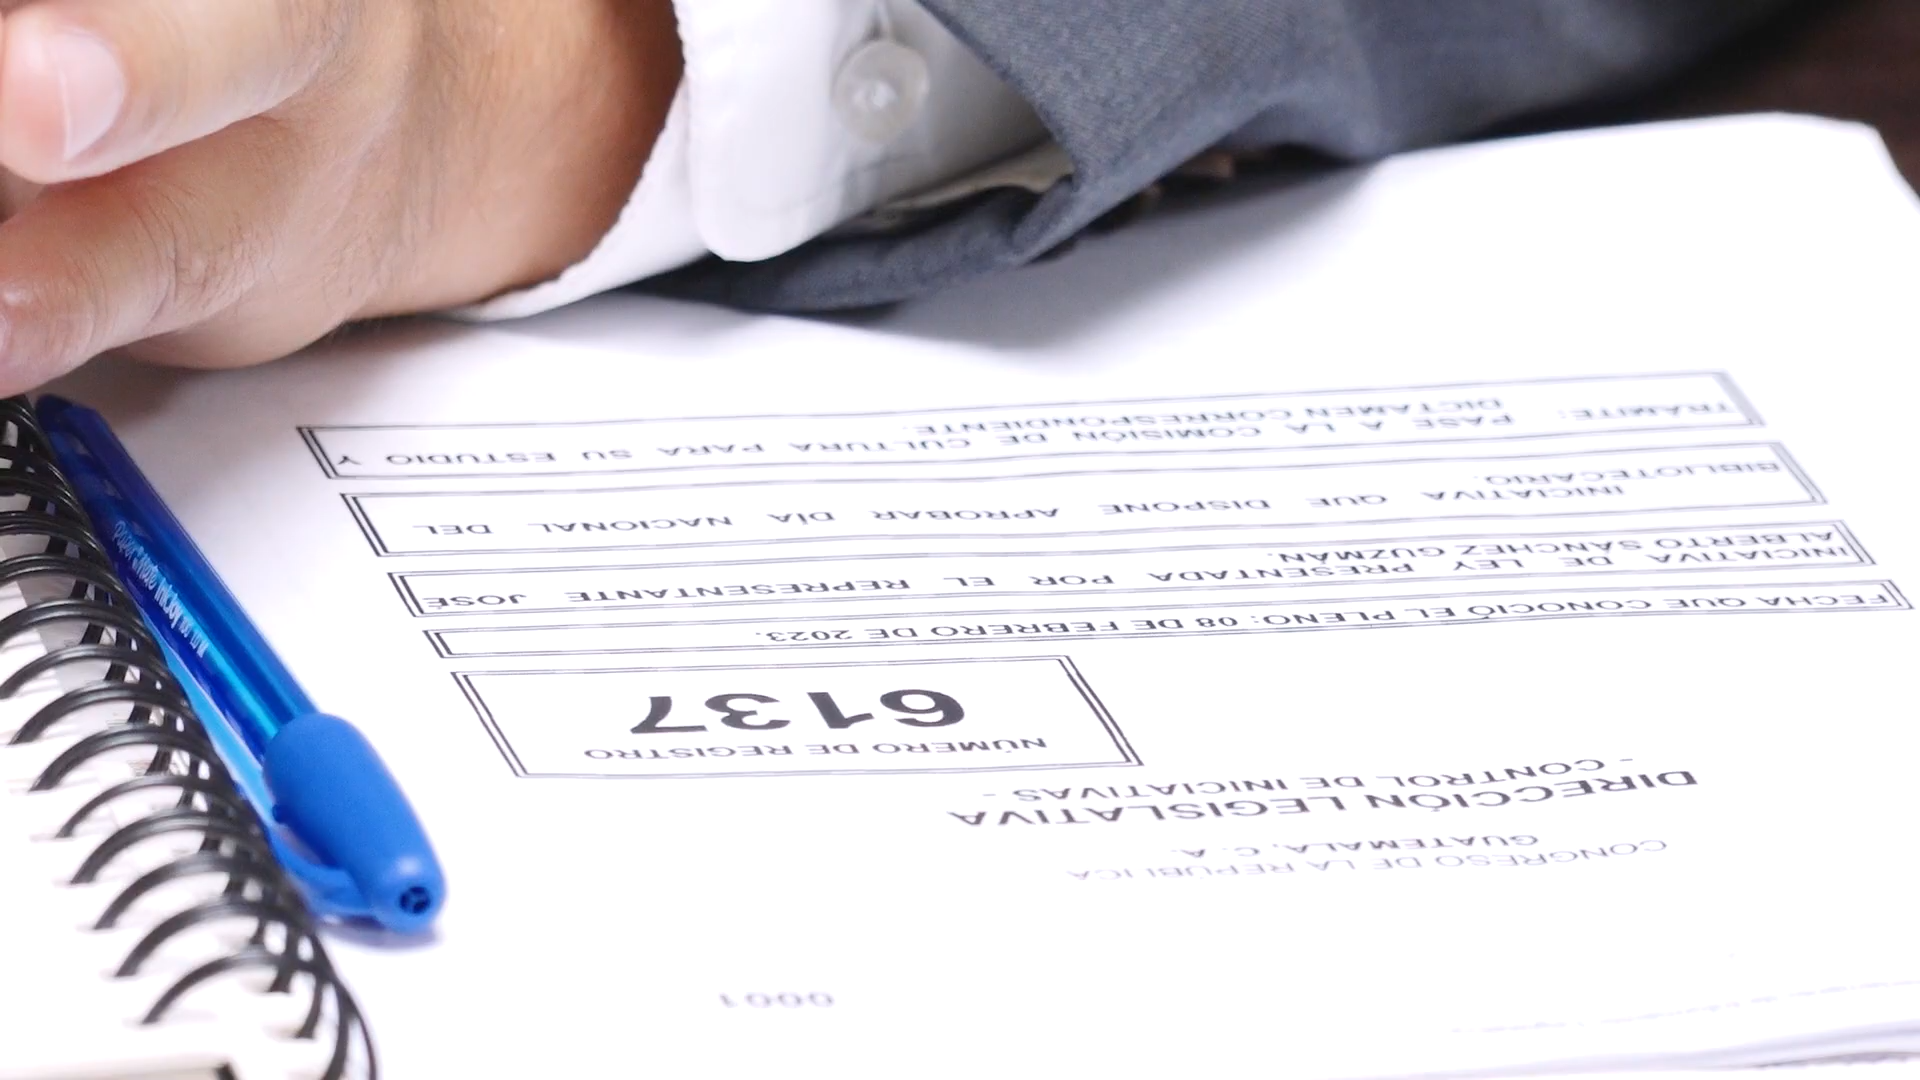 0001
CONGRESO DE LA REPÚBLICA
GUATEMALA, C. A.
DIRECCIÓN LEGISLATIVA
- CONTROL DE INICIATIVAS -
NÚMERO DE REGISTRO
6137
FECHA QUE CONOCIÓ EL PLENO: 08 DE FEBRERO DE 2023.
INICIATIVA DE LEY PRESENTADA POR EL REPRESENTANTE JOSÉ
ALBERTO SÁNCHEZ GUZMÁN.
INICIATIVA QUE DISPONE APROBAR DÍA NACIONAL DEL
BIBLIOTECARIO.
TRÁMITE: PASE A LA COMISIÓN DE CULTURA PARA SU ESTUDIO Y
DICTAMEN CORRESPONDIENTE.